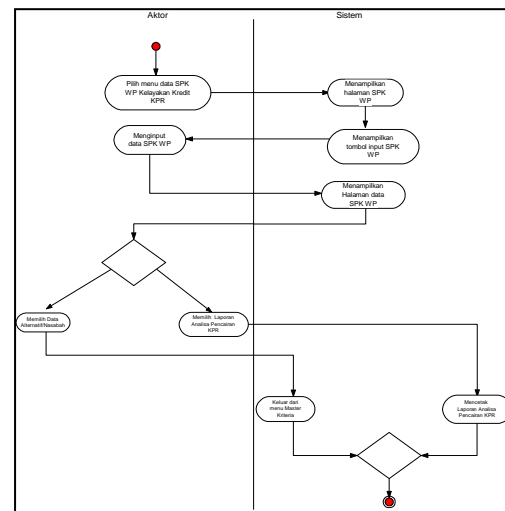 Aktor
Sistem
Pilih menu data SPK
WP Kelayakan Kredit
KPR
Menampilkan
halaman SPK
WP
Menginput
data SPK WP
Menampilkan
tombol input SPK
WP
Menampilkan
Halaman data
SPK WP
Memilih Data
Alternatif/Nasabah
Memilih Laporan
Analisa Pencairan
KPR
Keluar dari
menu Master
Kriteria
Mencetak
Laporan Analisa
Pencairan KPR